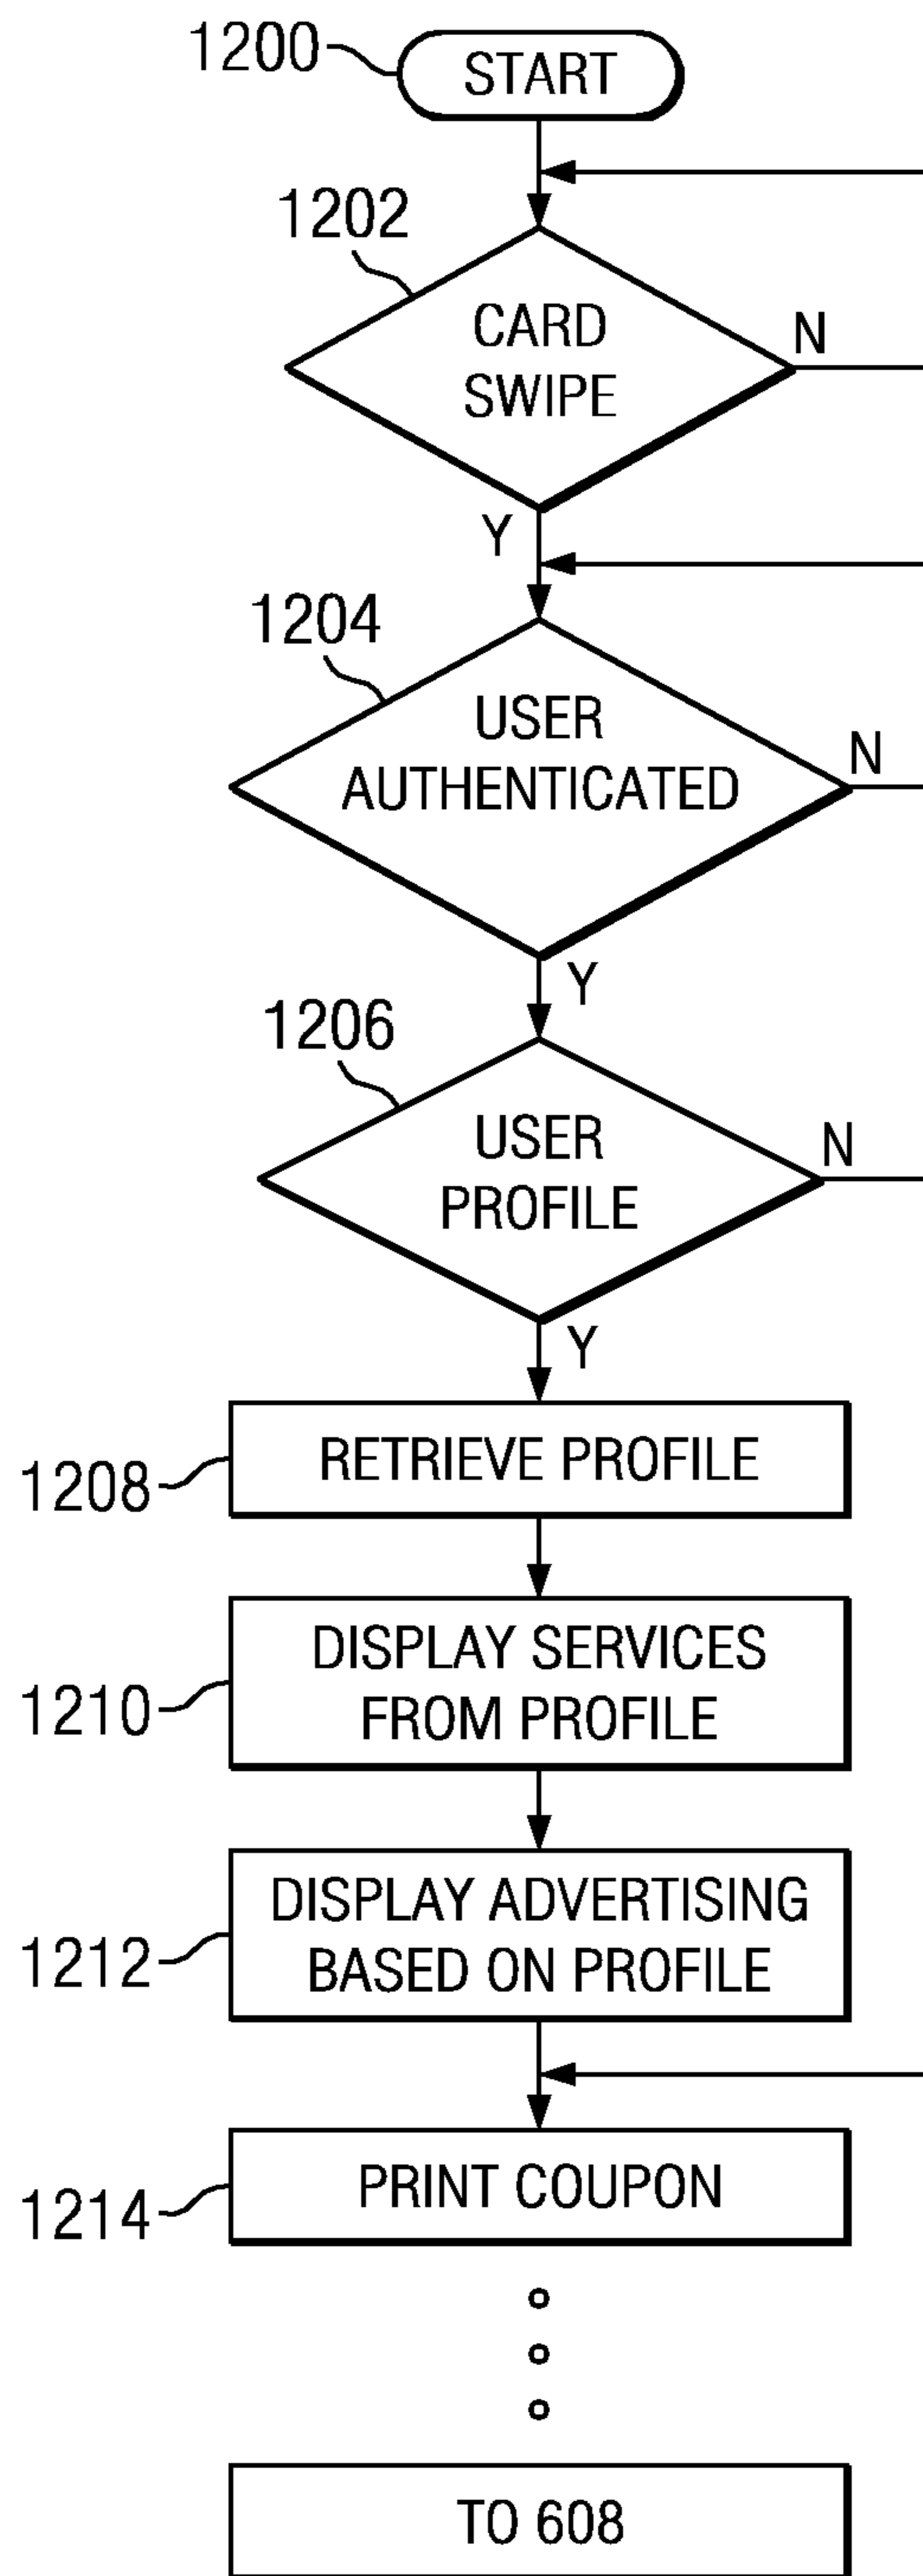 1200
START
1202
CARD
SWIPE
N
Y
1204
USER
AUTHENTICATED
N
Y
1206
USER
PROFILE
N
Y
1208
RETRIEVE PROFILE
1210
DISPLAY SERVICES
FROM PROFILE
1212
DISPLAY ADVERTISING
BASED ON PROFILE
1214
PRINT COUPON
TO 608